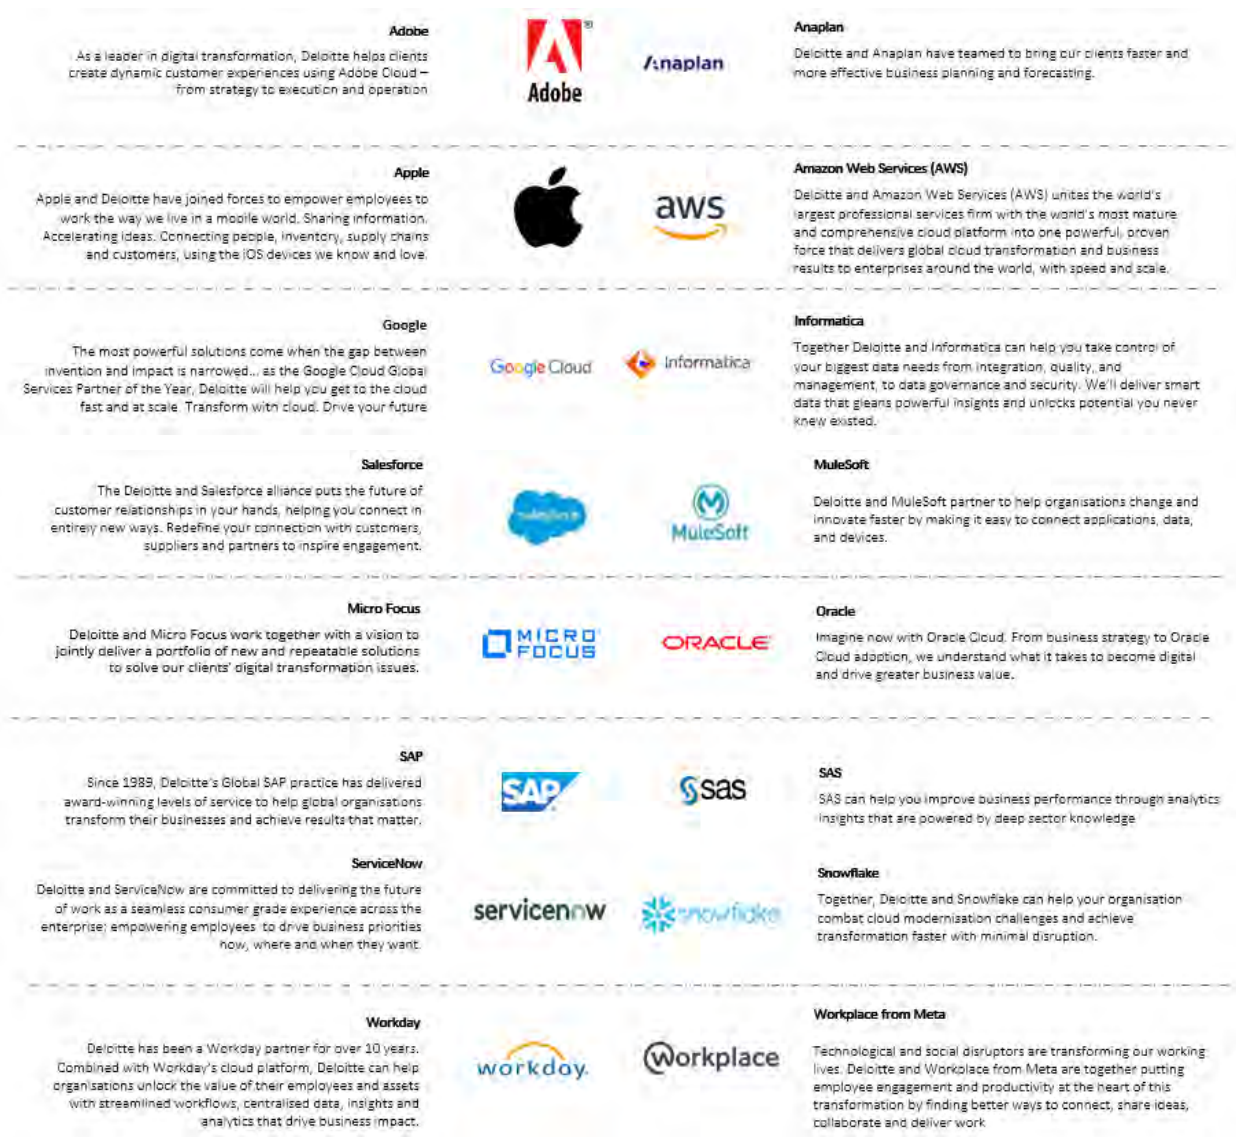 Adobe
As a leader in digital transformation, Deloitte helps clients
create dynamic customer experiences using Adobe Cloud –
from strategy to execution and operation
Adobe
Anaplan
Anaplan
Deloitte and Anaplan have teamed to bring our clients faster and
more effective business planning and forecasting.
Apple
Apple and Deloitte have joined forces to empower employees to
work the way we live in a mobile world. Sharing information.
Accelerating ideas. Connecting people, inventory, supply chains
and customers, using the iOS devices we know and love.
aws
Amazon Web Services (AWS)
Deloitte and Amazon Web Services (AWS) unites the world's
largest professional services firm with the world's most mature
and comprehensive cloud platform into one powerful, proven
force that delivers global cloud transformation and business
results to enterprises around the world, with speed and scale.
Google
The most powerful solutions come when the gap between
invention and impact is narrowed... as the Google Cloud Global
Services Partner of the Year, Deloitte will help you get to the cloud
fast and at scale. Transform with cloud. Drive your future
Google Cloud
Informatica
Informatica
Together Deloitte and Informatica can help you take control of
your biggest data needs from integration, quality, and
management, to data governance and security. We'll deliver smart
data that gleans powerful insights and unlocks potential you never
knew existed.
Salesforce
The Deloitte and Salesforce alliance puts the future of
customer relationships in your hands, helping you connect in
entirely new ways. Redefine your connection with customers,
suppliers and partners to inspire engagement.
salesforce
MuleSoft
MuleSoft
Deloitte and MuleSoft partner to help organisations change and
innovate faster by making it easy to connect applications, data,
and devices.
Micro Focus
Deloitte and Micro Focus work together with a vision to
jointly deliver a portfolio of new and repeatable solutions
to solve our clients' digital transformation issues.
MICRO
FOCUS
ORACLE
Oracle
Imagine now with Oracle Cloud. From business strategy to Oracle
Cloud adoption, we understand what it takes to become digital
and drive greater business value.
SAP
Since 1989, Deloitte's Global SAP practice has delivered
award-winning levels of service to help global organisations
transform their businesses and achieve results that matter.
SAP
sas
SAS
SAS can help you improve business performance through analytics
insights that are powered by deep sector knowledge
ServiceNow
Deloitte and ServiceNow are committed to delivering the future
of work as a seamless consumer grade experience across the
enterprise; empowering employees to drive business priorities
how, where and when they want.
servicenow
snowflake
Snowflake
Together, Deloitte and Snowflake can help your organisation
combat cloud modernisation challenges and achieve
transformation faster with minimal disruption.
Workday
Deloitte has been a Workday partner for over 10 years.
Combined with Workday's cloud platform, Deloitte can help
organisations unlock the value of their employees and assets
with streamlined workflows, centralised data, insights and
analytics that drive business impact.
workday.
Workplace
Workplace from Meta
Technological and social disruptors are transforming our working
lives. Deloitte and Workplace from Meta are together putting
employee engagement and productivity at the heart of this
transformation by finding better ways to connect, share ideas,
collaborate and deliver work